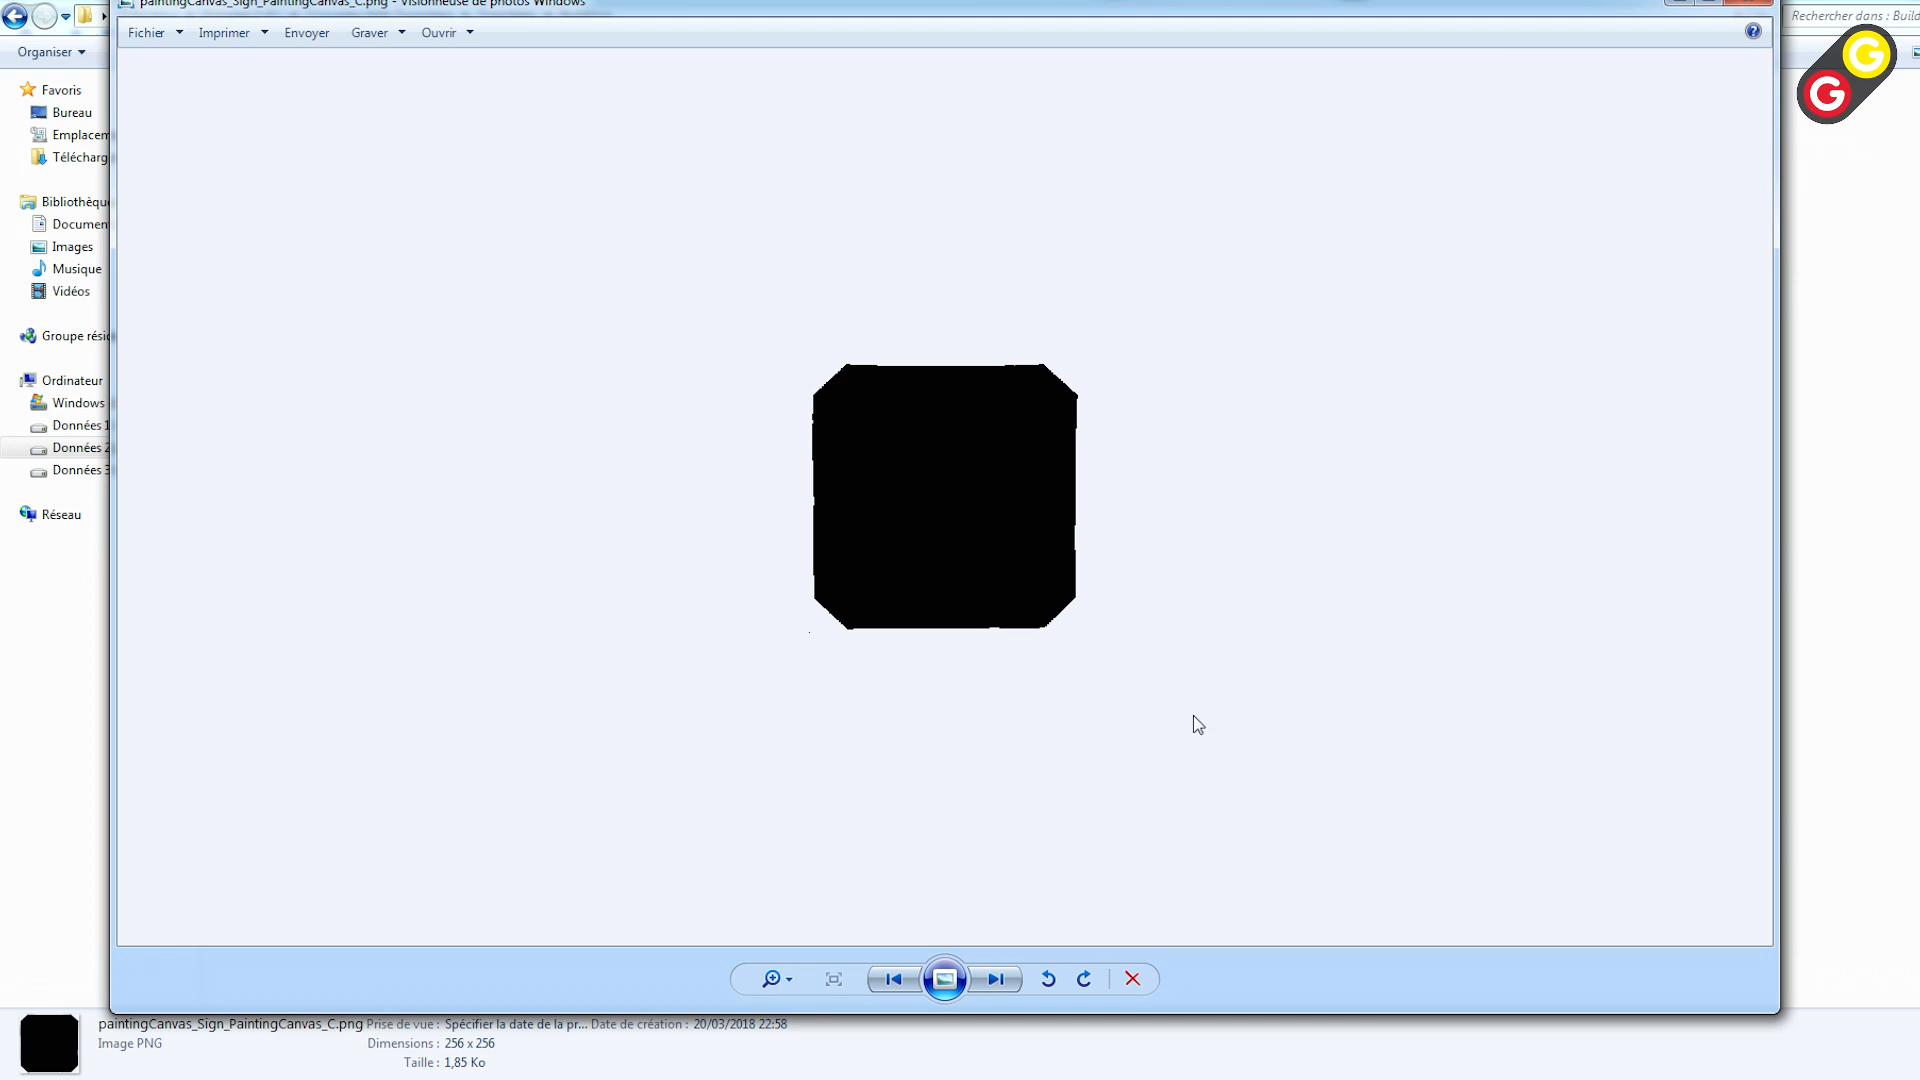 paintingCanvas_Sign_PaintingCanvas_C.png - Visionneuse de photos Windows
Rechercher dans : Build
Fichier Imprimer Envoyer Graver Ouvrir
Organiser
G
G
Favoris
Bureau
Emplacem
Télécharg
Bibliothèqu
Documen
Images
Musique
Vidéos
Groupe rési
Ordinateur
Windows
Données 1
Données 2
Données 3
Réseau
paintingCanvas_Sign_PaintingCanvas_C.png Prise de vue : Spécifier la date de la pr... Date de création : 20/03/2018 22:58
Image PNG Dimensions : 256 x 256
Taille : 1,85 Ko